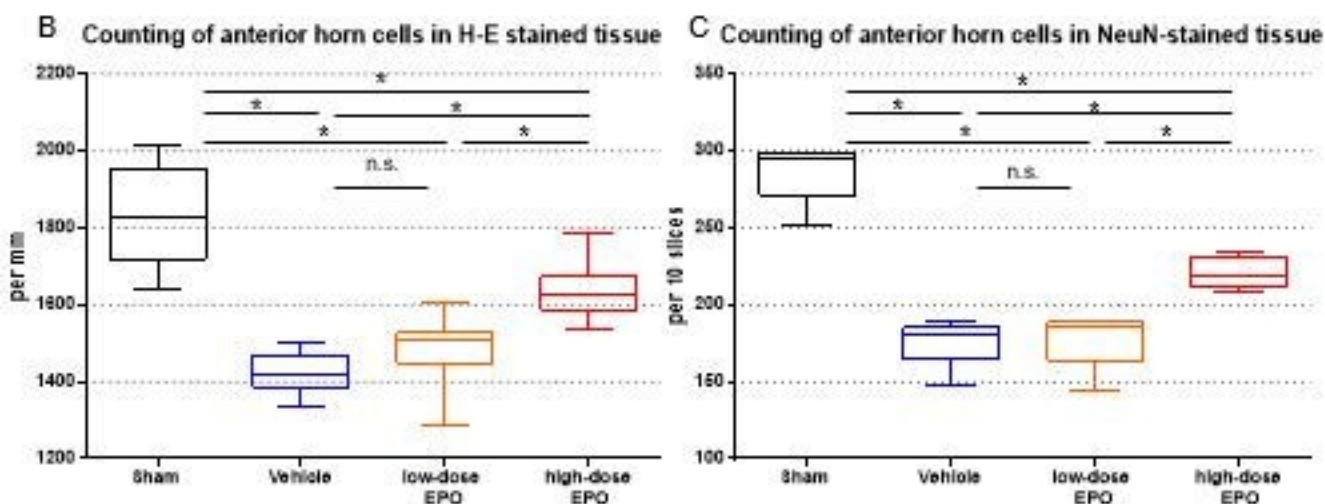 B Counting of anterior horn cells in H-E stained tissue
2200
2000
1800
1600
1400
1200
per mm
*
*
*
*
*
n.s.
Sham
Vehicle
low-dose
EPO
high-dose
EPO
C Counting of anterior horn cells in NeuN-stained tissue
350
300
250
200
150
100
per 10 slices
*
*
*
*
*
n.s.
Sham
Vehicle
low-dose
EPO
high-dose
EPO